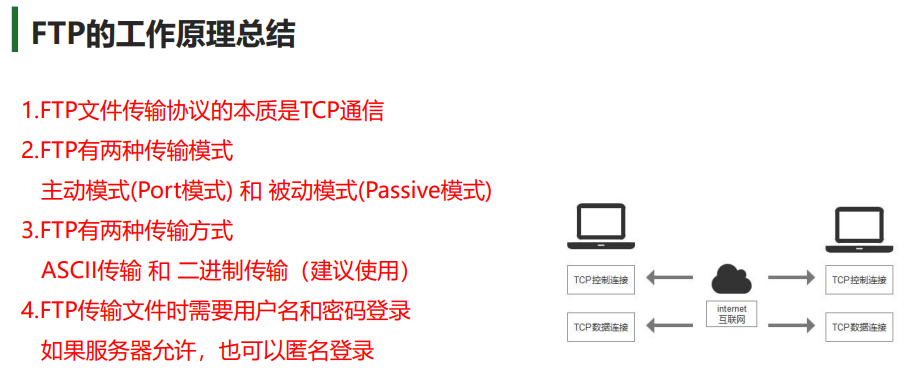 FTP的工作原理总结
1.FTP文件传输协议的本质是TCP通信
2.FTP有两种传输模式
主动模式(Port模式) 和 被动模式(Passive模式)
3.FTP有两种传输方式
ASCII传输 和 二进制传输（建议使用）
4.FTP传输文件时需要用户名和密码登录
如果服务器允许，也可以匿名登录
TCP控制连接
internet
互联网
TCP控制连接
TCP数据连接
TCP数据连接